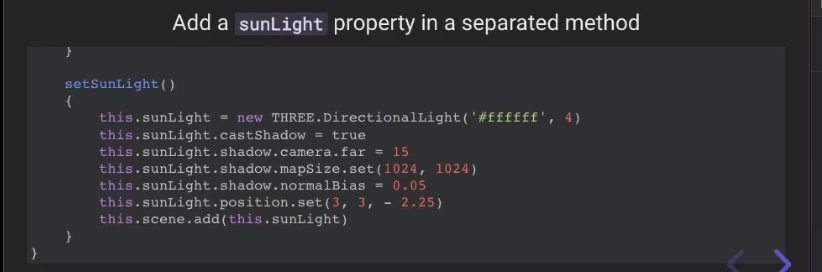 Add a sunLight property in a separated method
}
setSunLight()
{
this.sunLight = new THREE.DirectionalLight('#ffffff', 4)
this.sunLight.castShadow = true
this.sunLight.shadow.camera.far = 15
this.sunLight.shadow.mapSize.set(1024, 1024)
this.sunLight.shadow.normalBias = 0.05
this.sunLight.position.set(3, 3, - 2.25)
this.scene.add(this.sunLight)
}
}